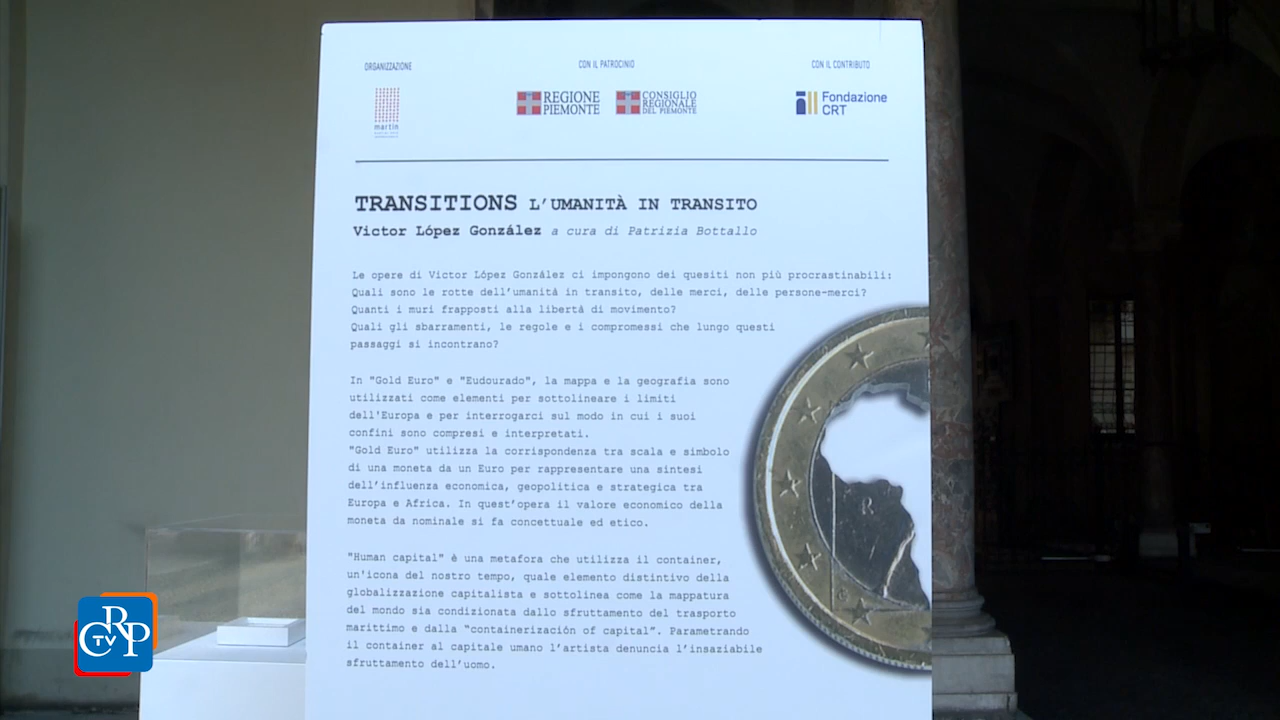 ORGANIZZAZIONE
CON IL PATROCINIO
CON IL CONTRIBUTO
martin
REGIONE
PIEMONTE
CONSIGLIO
REGIONALE
DEL PIEMONTE
Fondazione
CRT
TRANSITIONS L'UMANITÀ IN TRANSITO
Victor López González a cura di Patrizia Bottallo
Le opere di Victor López González ci impongono dei quesiti non più procrastinabili:
Quali sono le rotte dell'umanità in transito, delle merci, delle persone-merci?
Quanti i muri frapposti alla libertà di movimento?
Quali gli sbarramenti, le regole e i compromessi che lungo questi
passaggi si incontrano?
In "Gold Euro" e "Eudourado", la mappa e la geografia sono
utilizzati come elementi per sottolineare i limiti
dell'Europa e per interrogarci sul modo in cui i suoi
confini sono compresi e interpretati.
"Gold Euro" utilizza la corrispondenza tra scala e simbolo
di una moneta da un Euro per rappresentare una sintesi
dell'influenza economica, geopolitica e strategica tra
Europa e Africa. In quest'opera il valore economico della
moneta da nominale si fa concettuale ed etico.
"Human capital" è una metafora che utilizza il container,
un'icona del nostro tempo, quale elemento distintivo della
globalizzazione capitalista e sottolinea come la mappatura
del mondo sia condizionata dallo sfruttamento del trasporto
marittimo e dalla "containerización of capital". Parametrando
il container al capitale umano l'artista denuncia l'insaziabile
sfruttamento dell'uomo.
R
CRP
TV